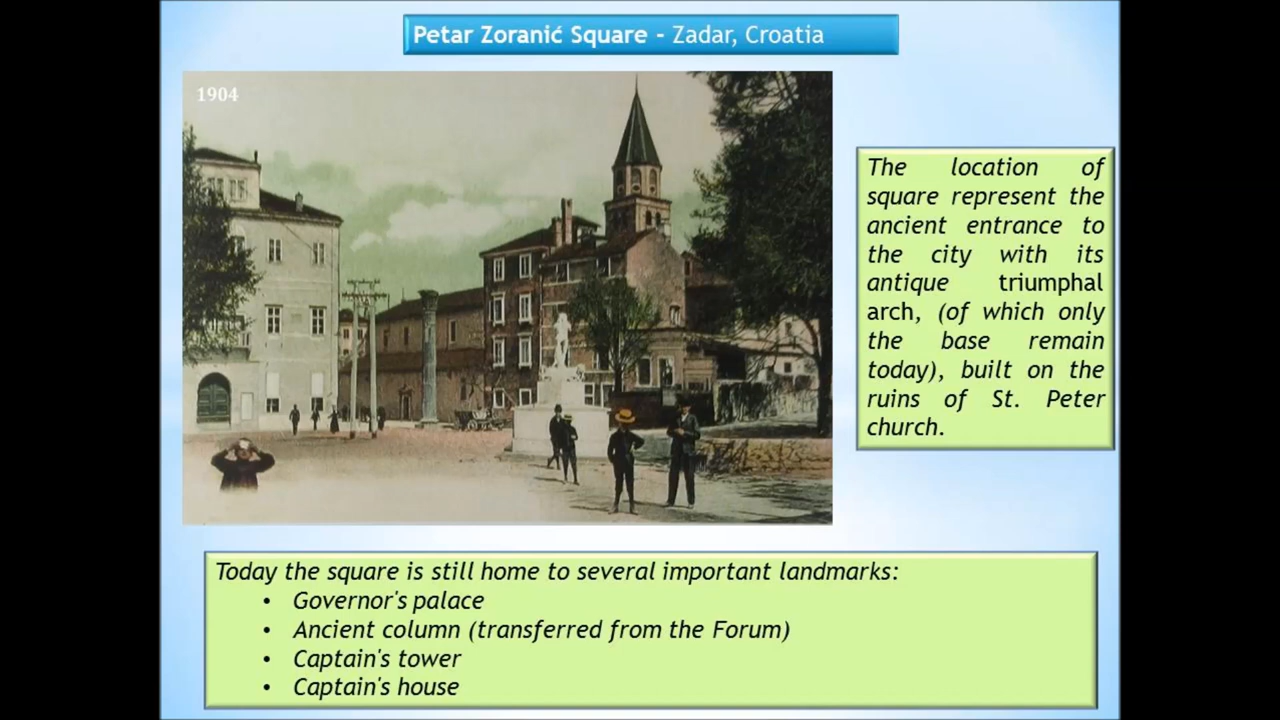 Petar Zoranić Square - Zadar, Croatia
1904
The location of
square represent the
ancient entrance to
the city with its
antique triumphal
arch, (of which only
the base remain
today), built on the
ruins of St. Peter
church.
Today the square is still home to several important landmarks:
• Governor's palace
• Ancient column (transferred from the Forum)
• Captain's tower
• Captain's house